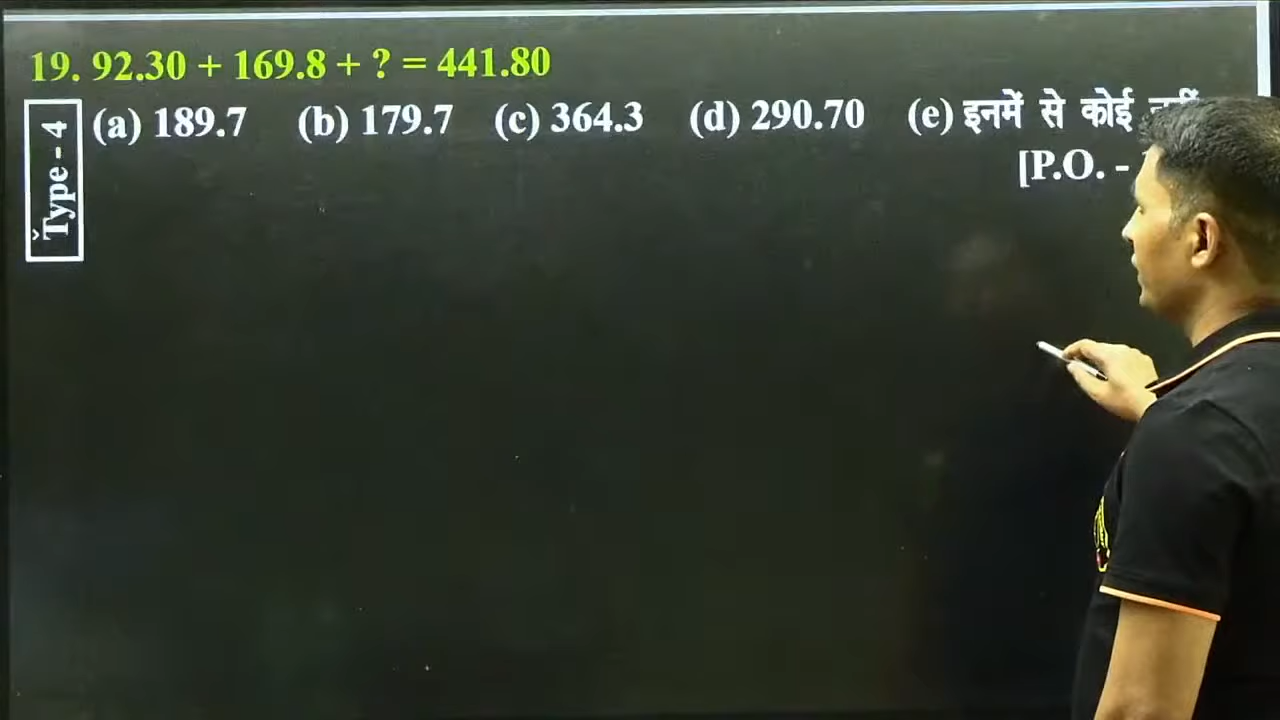 19. 92.30 + 169.8 + ? = 441.80
(a) 189.7 (b) 179.7 (c) 364.3 (d) 290.70 (e) इनमें से कोई
[P.O. -
Type - 4